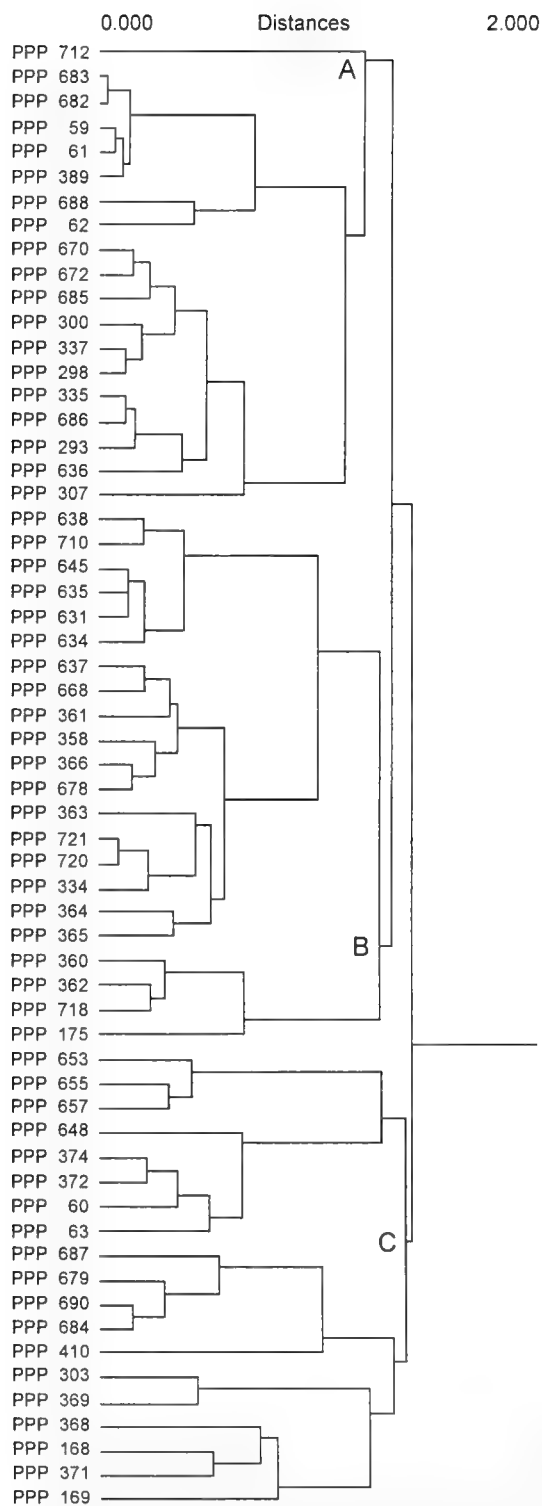 0.000 Distances 2.000
PPP 712
A
PPP 683
PPP 682
PPP 59
PPP 61
PPP 389
PPP 688
PPP 62
PPP 670
PPP 672
PPP 685
PPP 300
PPP 337
PPP 298
PPP 335
PPP 686
PPP 293
PPP 636
PPP 307
PPP 638
PPP 710
PPP 645
PPP 635
PPP 631
PPP 634
PPP 637
PPP 668
PPP 361
PPP 358
PPP 366
PPP 678
PPP 363
PPP 721
PPP 720
PPP 334
PPP 364
PPP 365
B
PPP 360
PPP 362
PPP 718
PPP 175
PPP 653
PPP 655
PPP 657
PPP 648
PPP 374
PPP 372
PPP 60
PPP 63
C
PPP 687
PPP 679
PPP 690
PPP 684
PPP 410
PPP 303
PPP 369
PPP 368
PPP 168
PPP 371
PPP 169